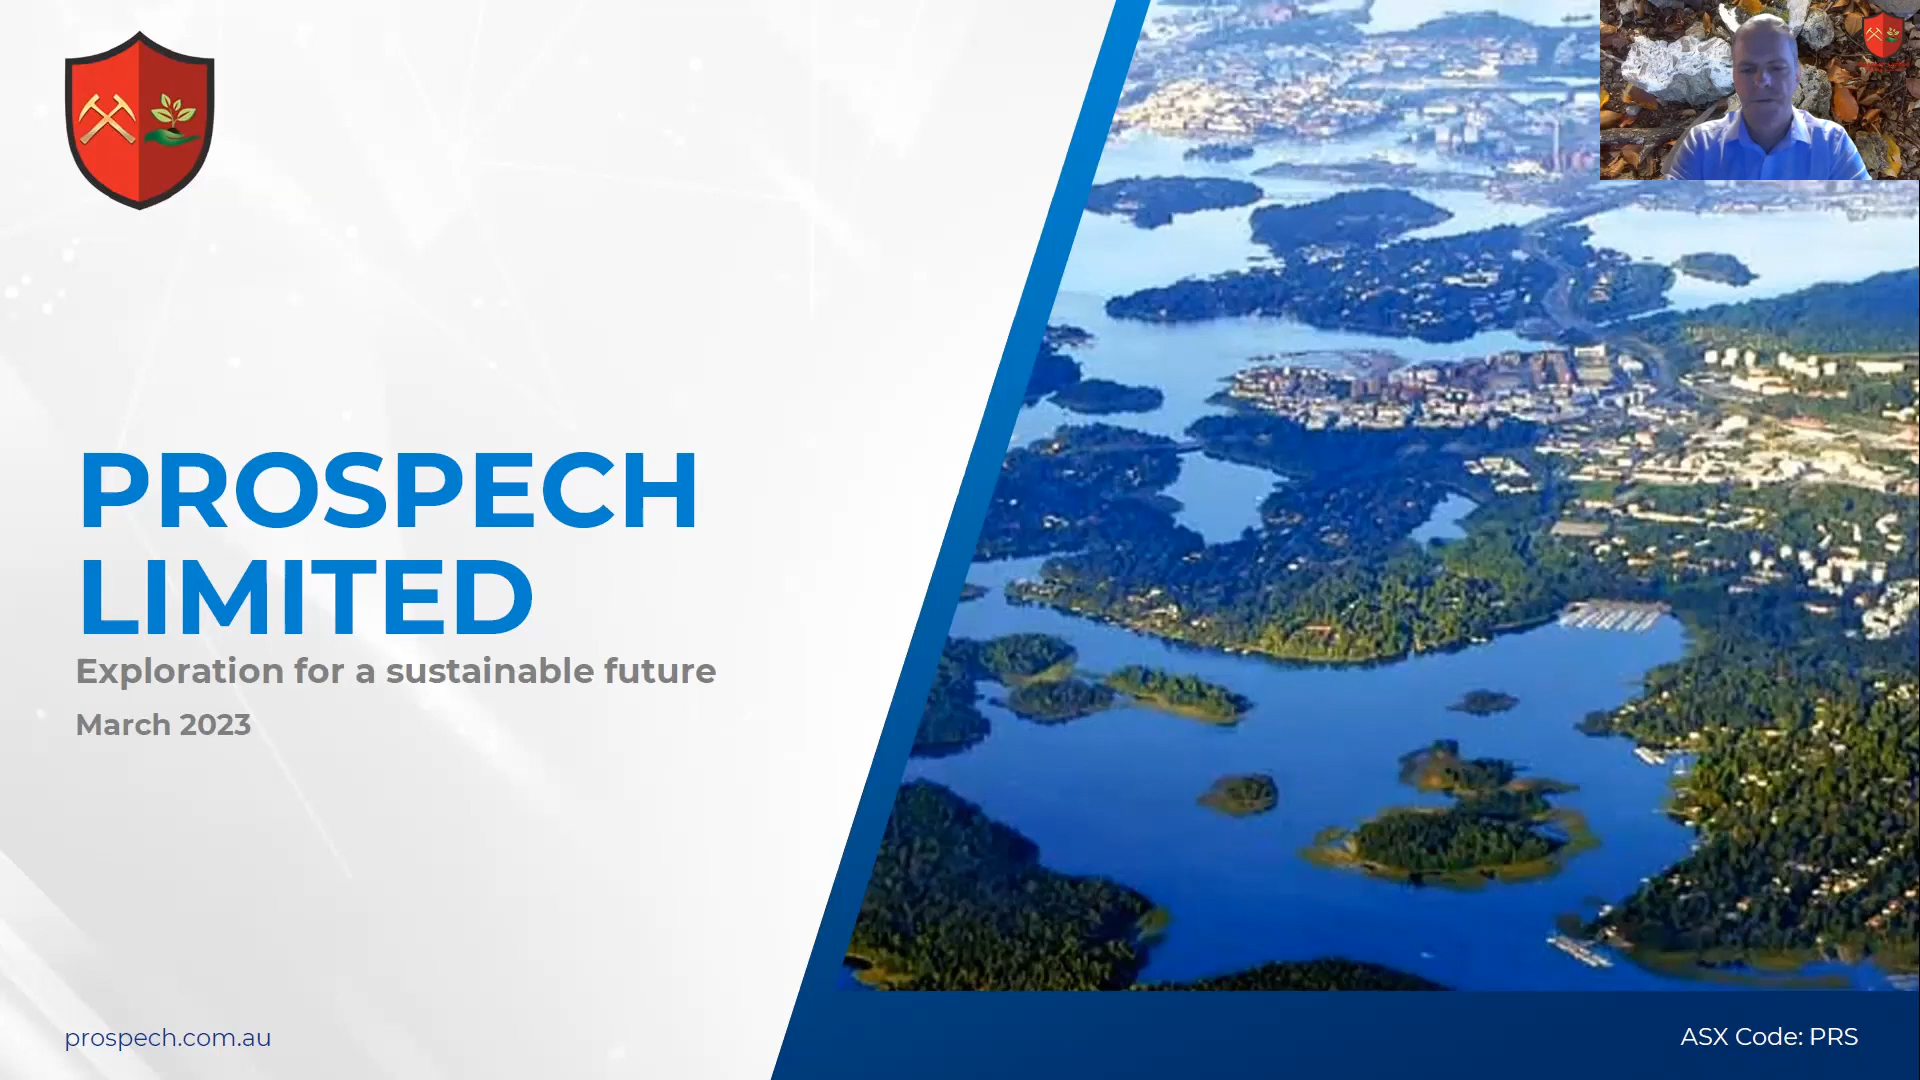 PROSPECH
LIMITED
Exploration for a sustainable future
March 2023
prospech.com.au
ASX Code: PRS